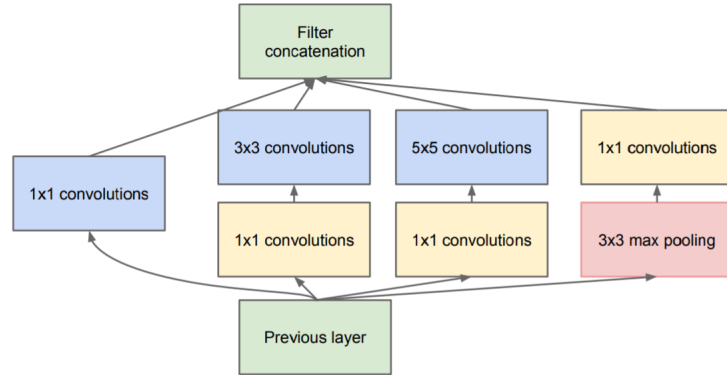 Filter
concatenation
3x3 convolutions
5x5 convolutions
1x1 convolutions
1x1 convolutions
1x1 convolutions
1x1 convolutions
3x3 max pooling
Previous layer